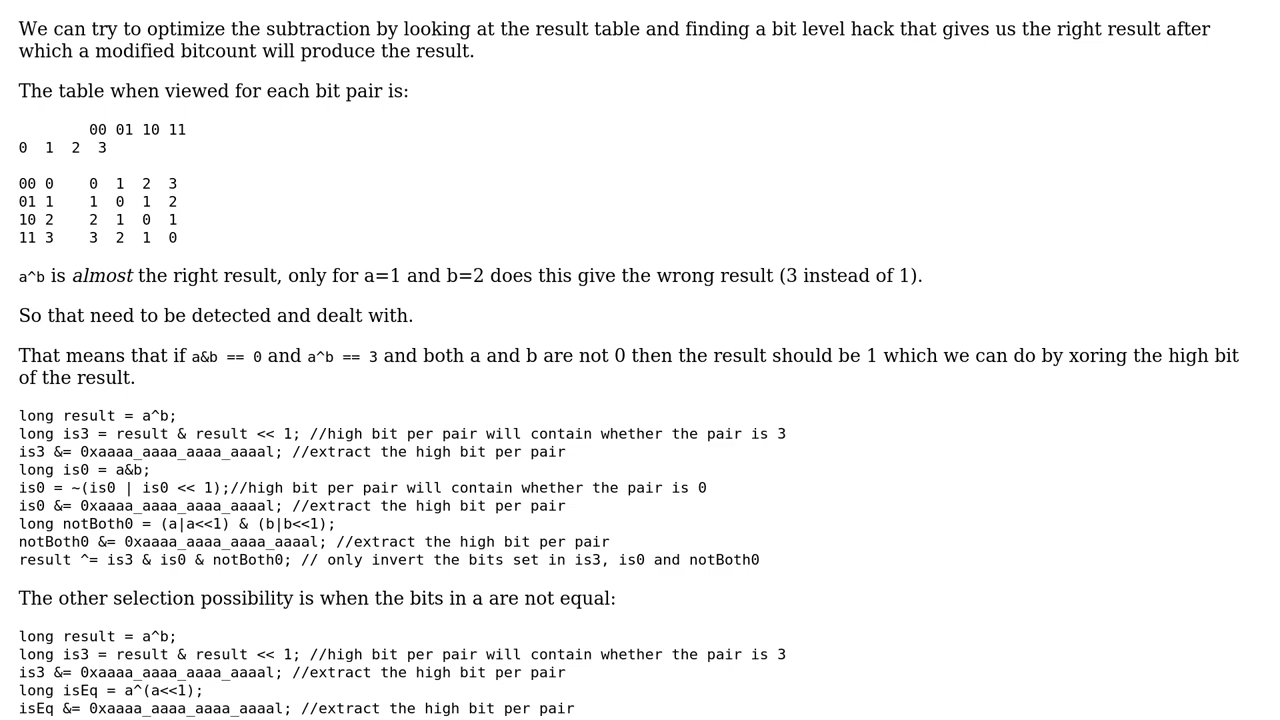 We can try to optimize the subtraction by looking at the result table and finding a bit level hack that gives us the right result after
which a modified bitcount will produce the result.
The table when viewed for each bit pair is:
        00 01 10 11
0  1  2  3
00 0    0  1  2  3
01 1    1  0  1  2
10 2    2  1  0  1
11 3    3  2  1  0
a^b is almost the right result, only for a=1 and b=2 does this give the wrong result (3 instead of 1).
So that need to be detected and dealt with.
That means that if a&b == 0 and a^b == 3 and both a and b are not 0 then the result should be 1 which we can do by xoring the high bit
of the result.
long result = a^b;
long is3 = result & result << 1; //high bit per pair will contain whether the pair is 3
is3 &= 0xaaaa_aaaa_aaaa_aaaal; //extract the high bit per pair
long is0 = a&b;
is0 = ~(is0 | is0 << 1);//high bit per pair will contain whether the pair is 0
is0 &= 0xaaaa_aaaa_aaaa_aaaal; //extract the high bit per pair
long notBoth0 = (a|a<<1) & (b|b<<1);
notBoth0 &= 0xaaaa_aaaa_aaaa_aaaal; //extract the high bit per pair
result ^= is3 & is0 & notBoth0; // only invert the bits set in is3, is0 and notBoth0
The other selection possibility is when the bits in a are not equal:
long result = a^b;
long is3 = result & result << 1; //high bit per pair will contain whether the pair is 3
is3 &= 0xaaaa_aaaa_aaaa_aaaal; //extract the high bit per pair
long isEq = a^(a<<1);
isEq &= 0xaaaa_aaaa_aaaa_aaaal; //extract the high bit per pair